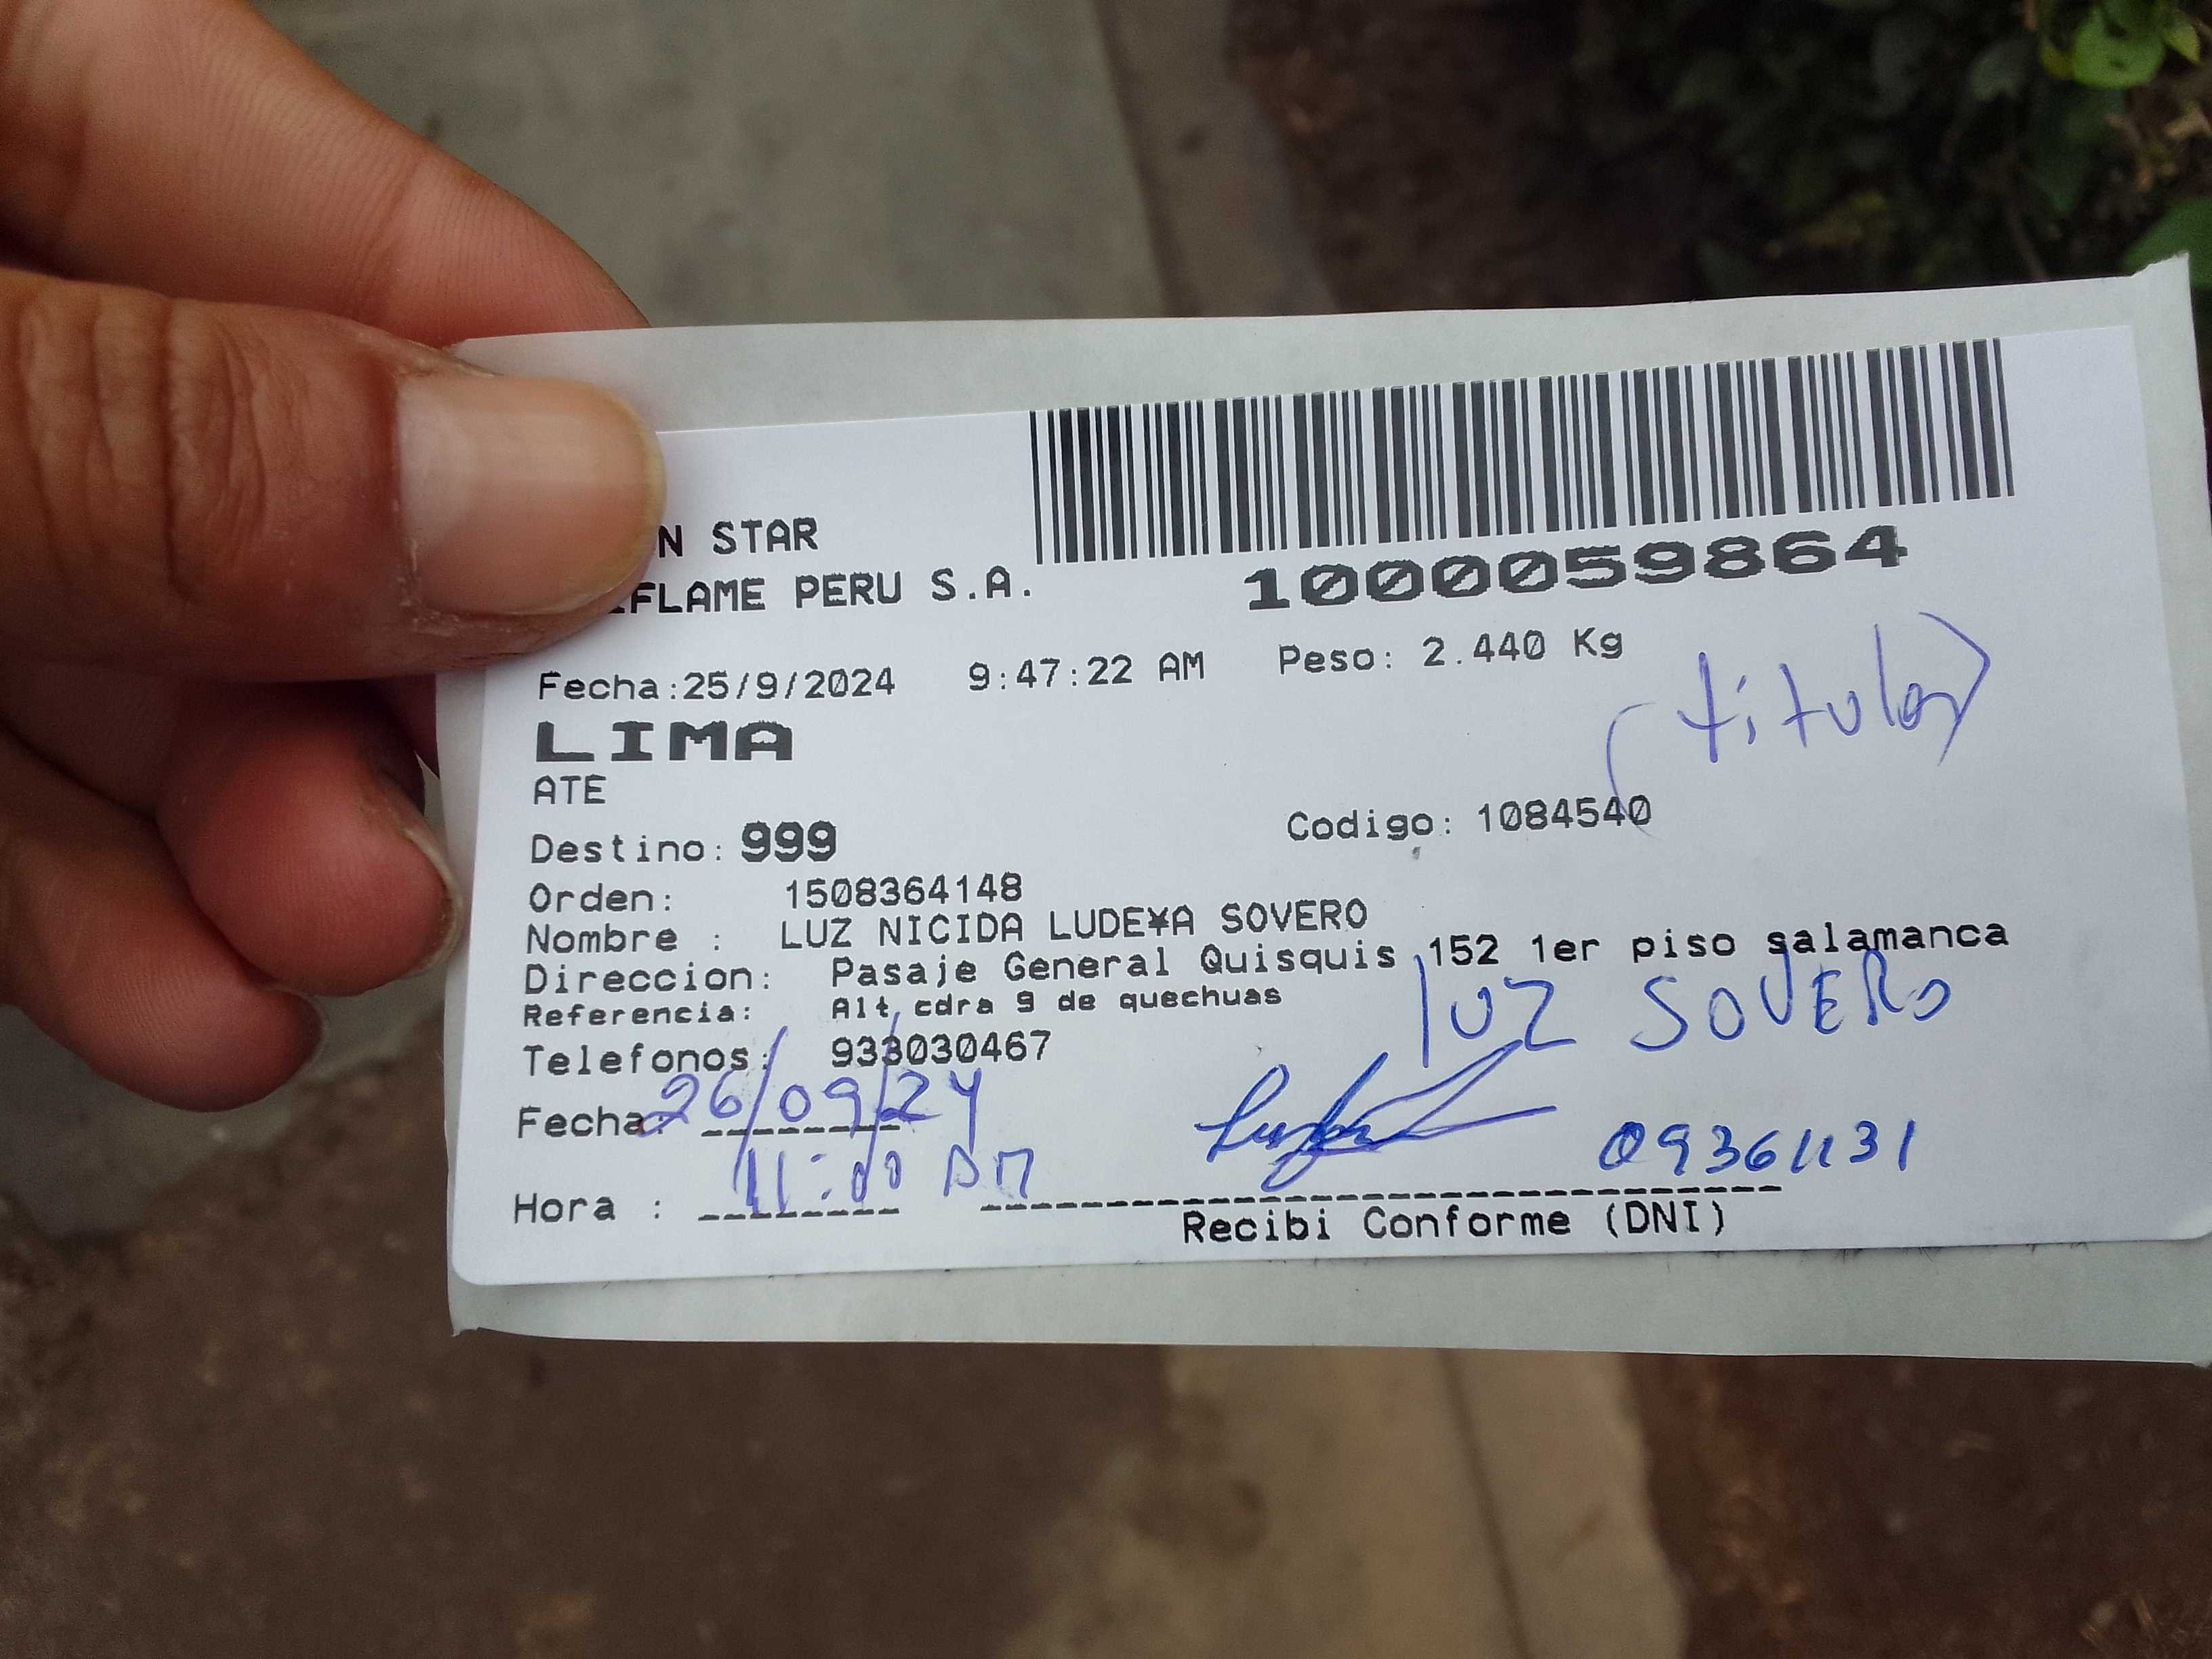 N STAR
FLAME PERU S.A.
1000059864
Fecha:25/9/2024 9:47:22 AM Peso: 2.440 Kg
(titular)
LIMA
ATE
Destino: 999 Codigo: 1084540
Orden: 1508364148
Nombre : LUZ NICIDA LUDE¥A SOVERO
Direccion: Pasaje General Quisquis 152 1er piso salamanca
Referencia: Alt cdra 9 de quechuas
luz SOVERO
Telefonos: 933030467
Fecha: 26/09/24
09361131
Hora : 11:00 AM
Recibi Conforme (DNI)